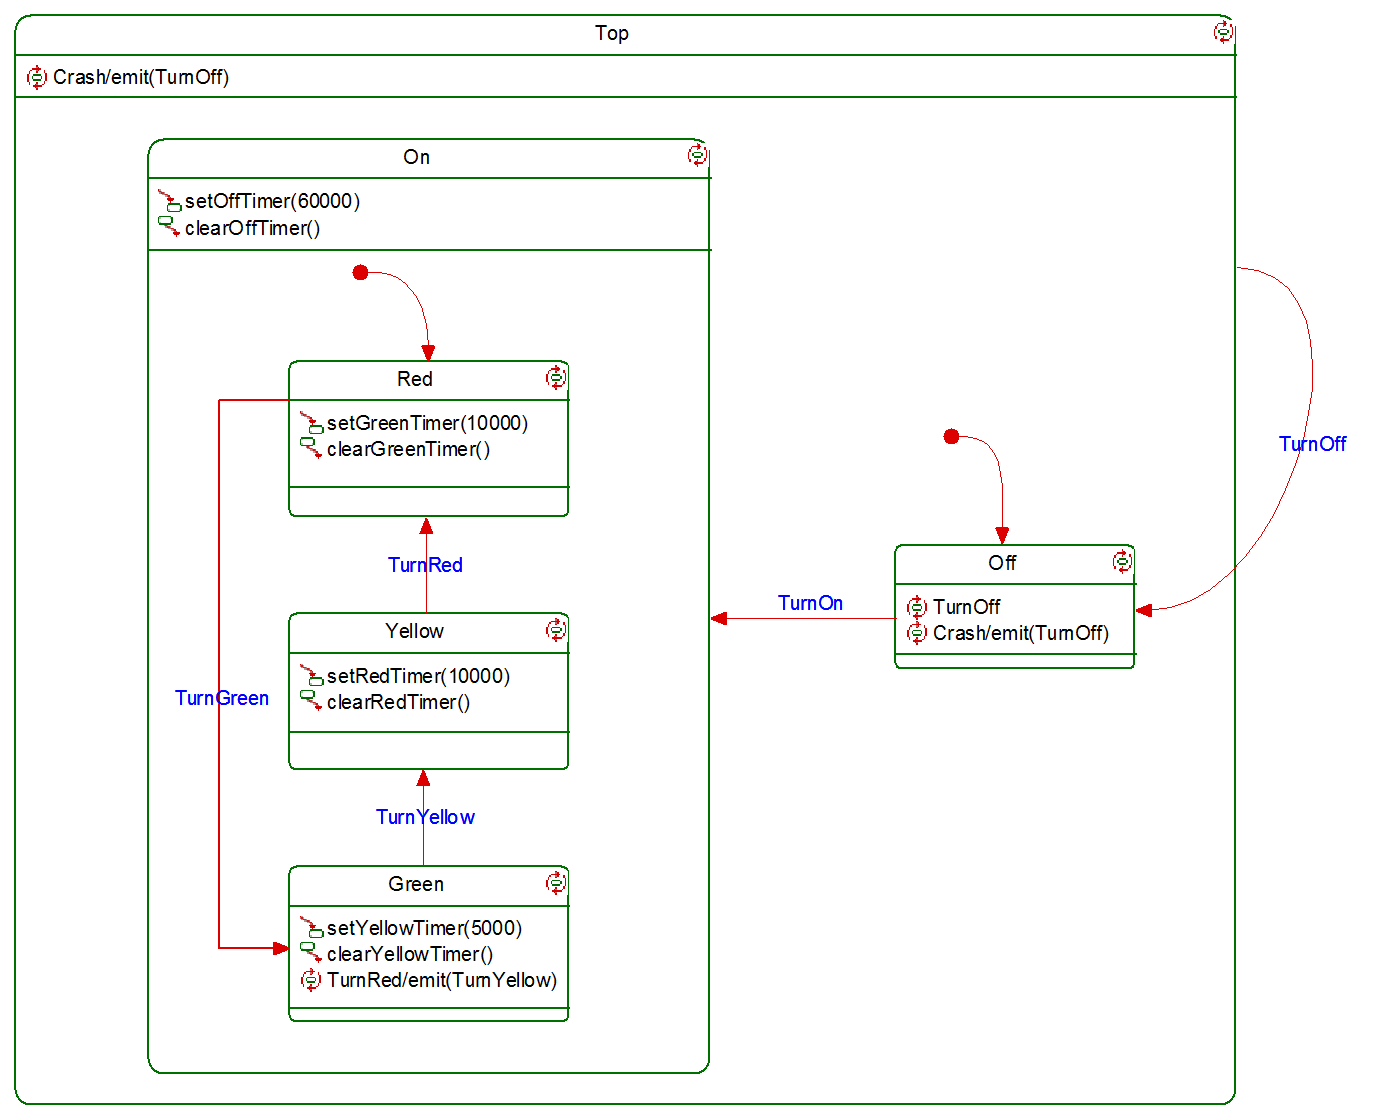 Top
Crash/emit(TurnOff)
On
setOffTimer(60000)
clearOffTimer()
Red
setGreenTimer(10000)
clearGreenTimer()
TurnOff
TurnRed
Off
TurnOff
Crash/emit(TurnOff)
TurnOn
Yellow
setRedTimer(10000)
clearRedTimer()
TurnGreen
TurnYellow
Green
setYellowTimer(5000)
clearYellowTimer()
TurnRed/emit(TurnYellow)